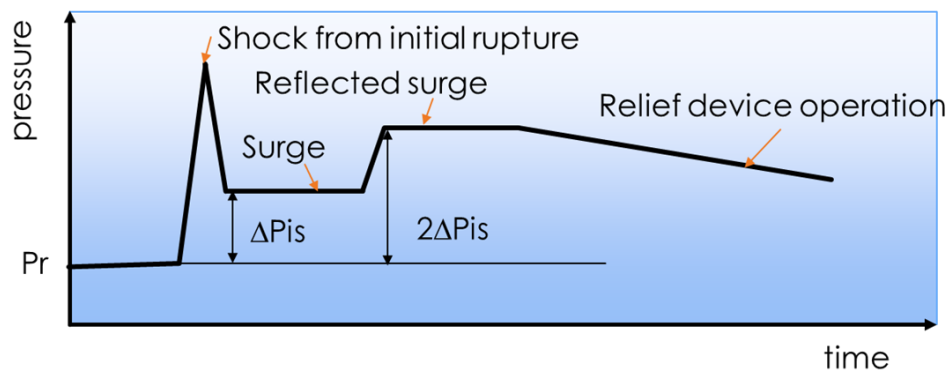 Shock from initial rupture
pressure
Reflected surge
Relief device operation
Surge
ΔPis
2ΔPis
Pr
time